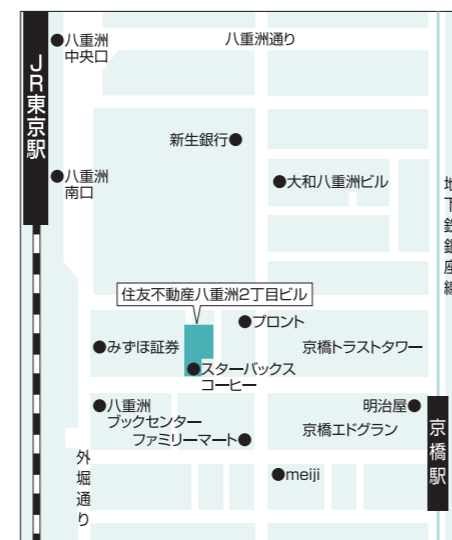 八重洲通り
●八重洲
中央口
JR東京駅
新生銀行●
●八重洲
南口
●大和八重洲ビル
地下鉄銀座線
住友不動産八重洲2丁目ビル
●プロント
●みずほ証券
京橋トラストタワー
●スターバックス
コーヒー
●八重洲
ブックセンター
明治屋●
ファミリーマート●
京橋エドグラン
京橋駅
外堀通り
●meiji